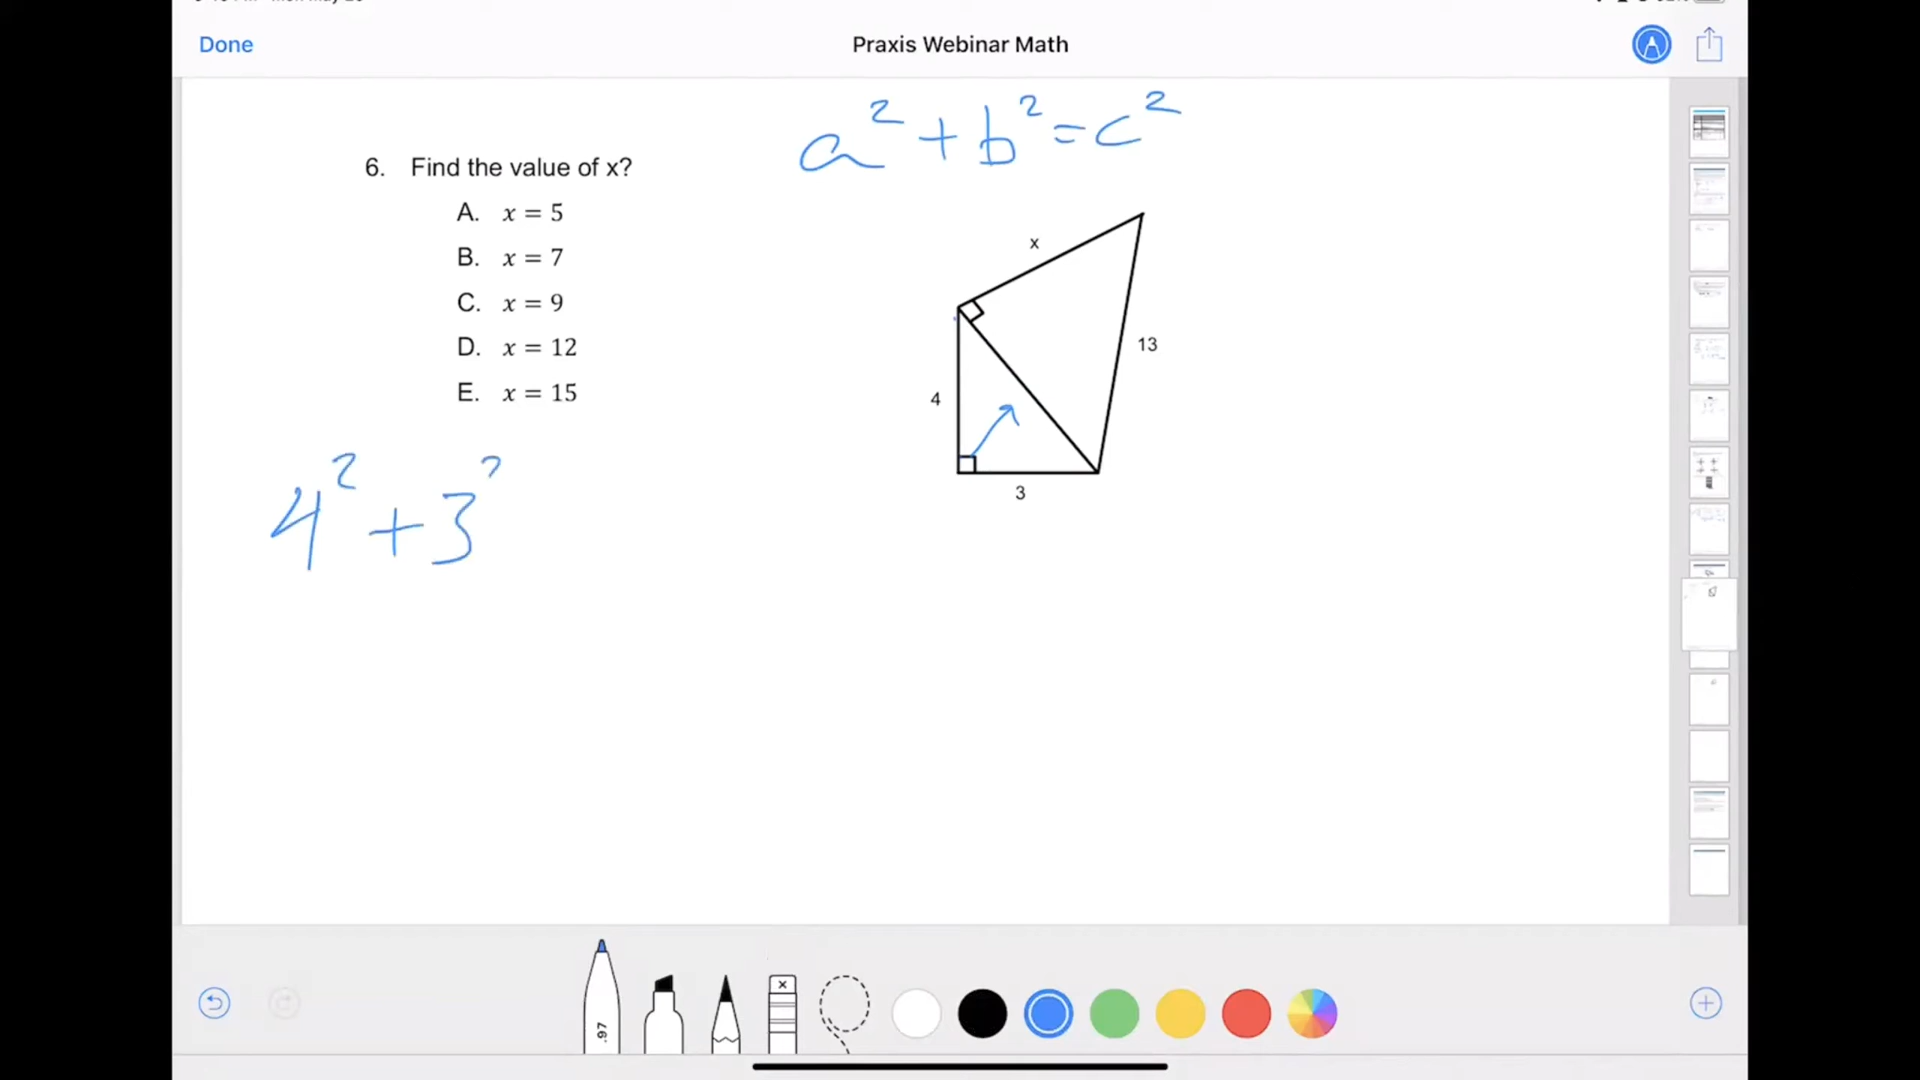 Done
Praxis Webinar Math
a² + b² = c²
6. Find the value of x?
A. x = 5
B. x = 7
C. x = 9
D. x = 12
E. x = 15
x
13
4
3
4² + 3²
.97